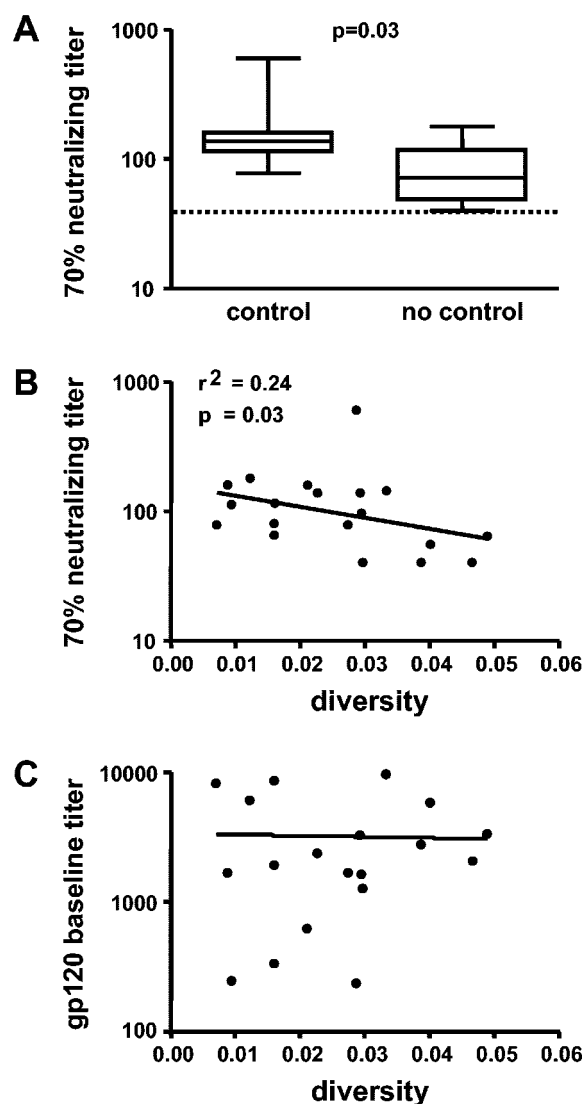 A
p=0.03
70% neutralizing titer
1000
100
10
control
no control
B
r2 = 0.24
p = 0.03
70% neutralizing titer
1000
100
10
0.00 0.01 0.02 0.03 0.04 0.05 0.06
diversity
C
gp120 baseline titer
10000
1000
100
0.00 0.01 0.02 0.03 0.04 0.05 0.06
diversity